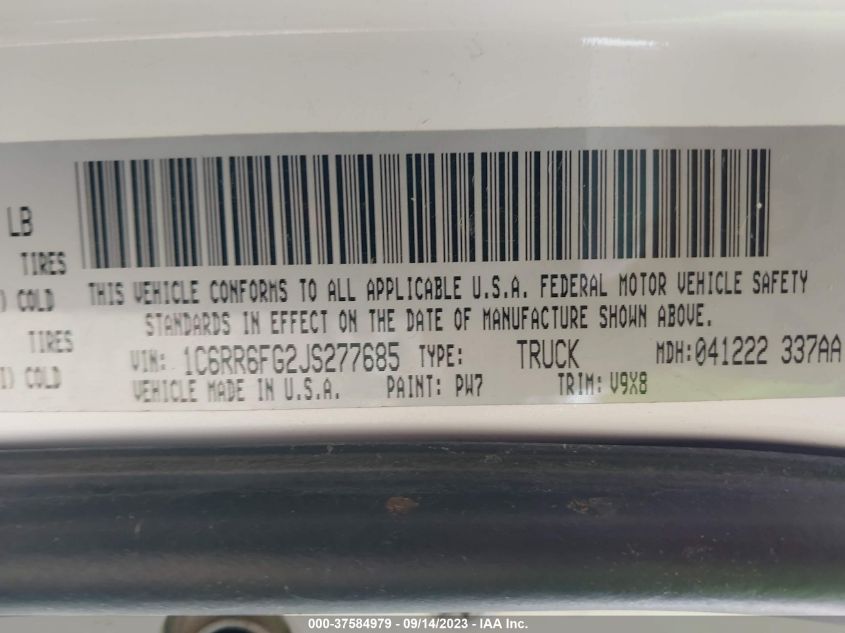 LB
TIRES
) COLD
THIS VEHICLE CONFORMS TO ALL APPLICABLE U.S.A. FEDERAL MOTOR VEHICLE SAFETY
STANDARDS IN EFFECT ON THE DATE OF MANUFACTURE SHOWN ABOVE.
TIRES
I) COLD
VIN: 1C6RR6FG2JS277685 TYPE: TRUCK MDH:041222 337AA
VEHICLE MADE IN U.S.A. PAINT: PW7 TRIM: V9X8
000-37584979 - 09/14/2023 - IAA Inc.